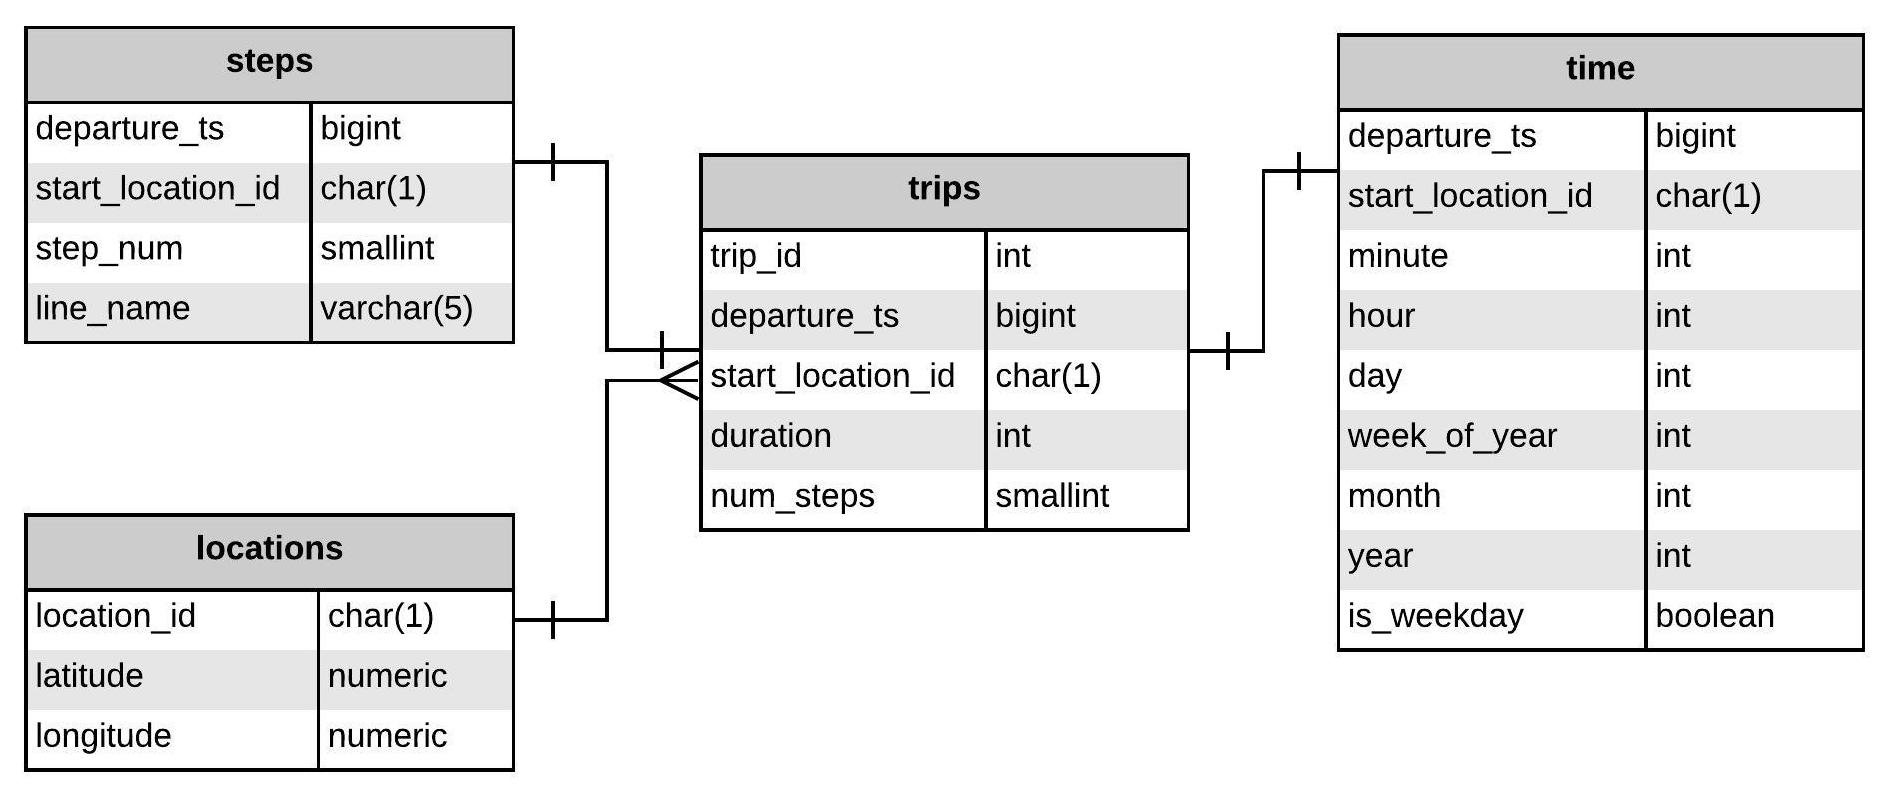 steps
departure_ts bigint
start_location_id char(1)
step_num smallint
line_name varchar(5)
locations
location_id char(1)
latitude numeric
longitude numeric
trips
trip_id int
departure_ts bigint
start_location_id char(1)
duration int
num_steps smallint
time
departure_ts bigint
start_location_id char(1)
minute int
hour int
day int
week_of_year int
month int
year int
is_weekday boolean